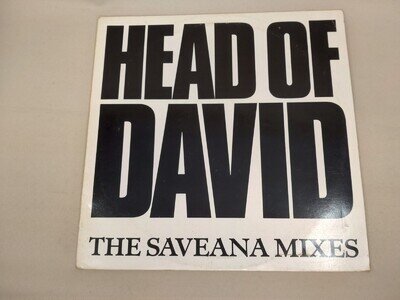 HEAD OF
DAVID
THE SAVEANA MIXES